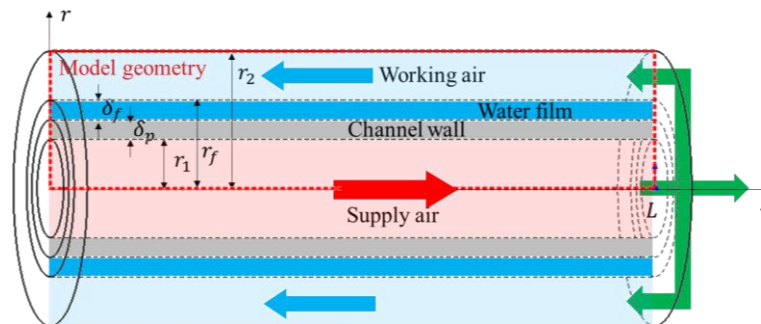 r
Model geometry
r₂
Working air
δf
Water film
δp
Channel wall
r₁
rf
Supply air
L